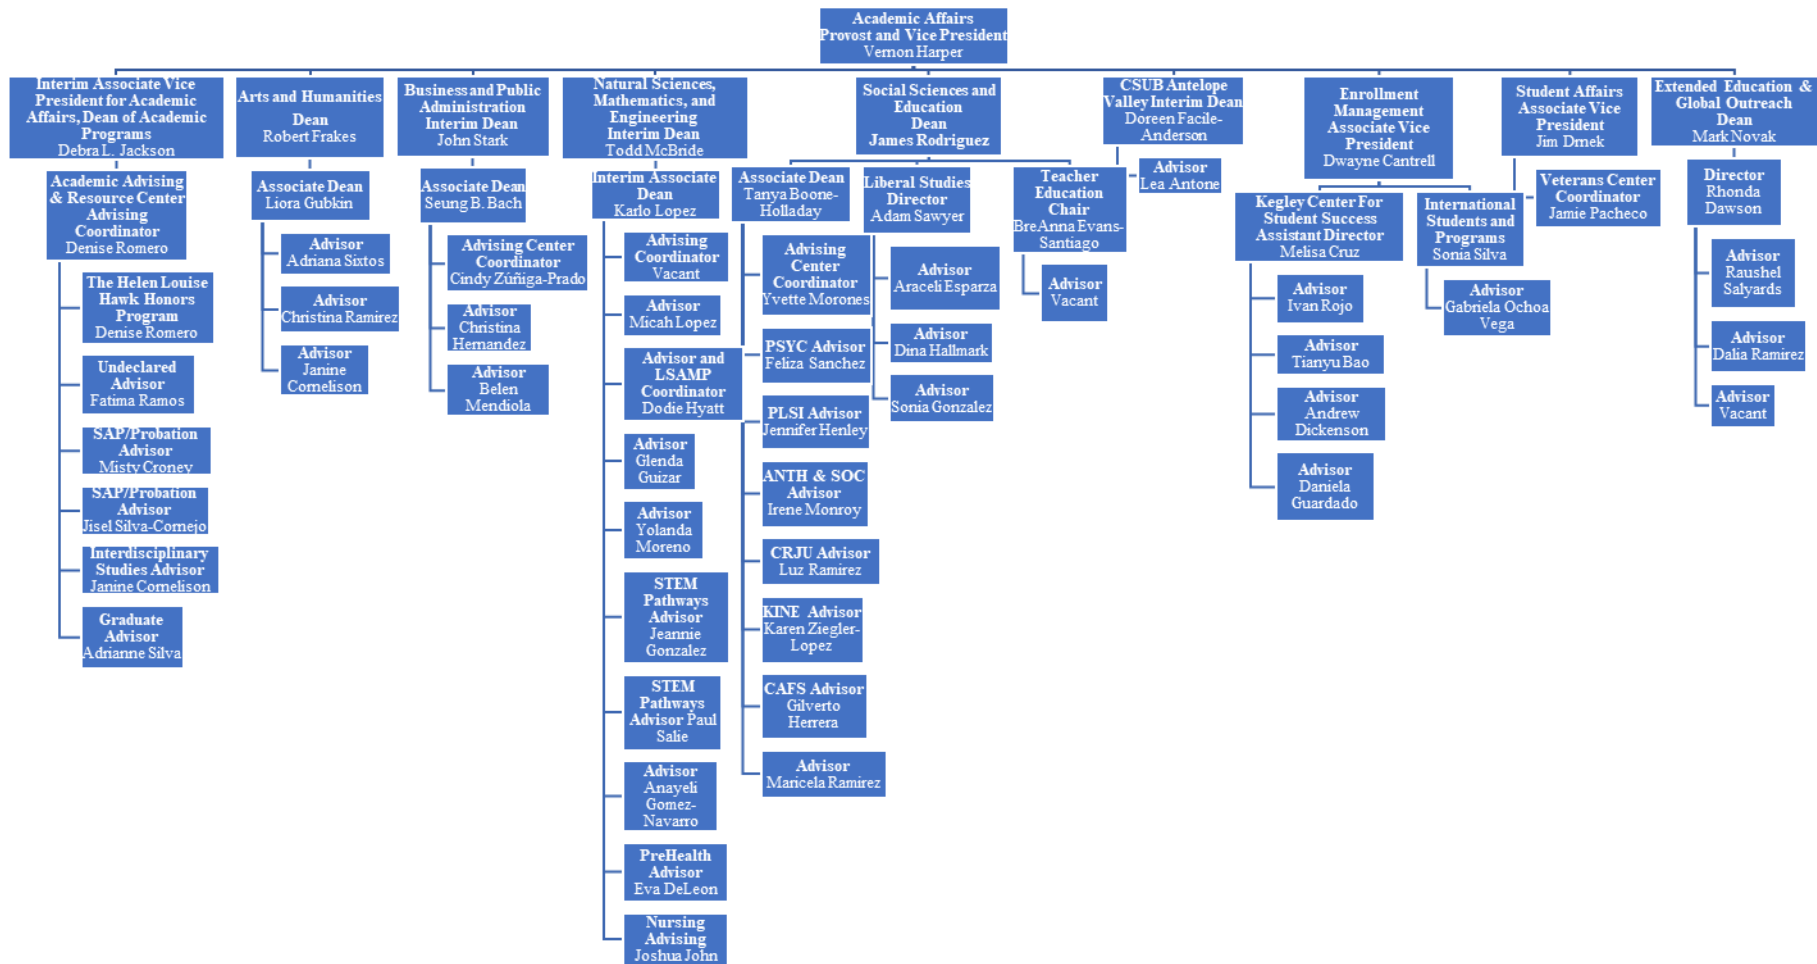 Academic Affairs
Provost and Vice President
Vernon Harper
Interim Associate Vice
President for Academic
Affairs, Dean of Academic
Programs
Debra L. Jackson
Academic Advising
& Resource Center
Advising
Coordinator
Denise Romero
The Helen Louise
Hawk Honors
Program
Denise Romero
Undeclared
Advisor
Fatima Ramos
SAP/Probation
Advisor
Misty Croney
SAP/Probation
Advisor
Jisel Silva-Cornejo
Interdisciplinary
Studies Advisor
Janine Cornelison
Graduate
Advisor
Adrianne Silva
Arts and Humanities
Dean
Robert Frakes
Associate Dean
Liora Gubkin
Advisor
Adriana Sixtos
Advisor
Christina Ramirez
Advisor
Janine
Cornelison
Business and Public
Administration
Interim Dean
John Stark
Associate Dean
Seung B. Bach
Advising Center
Coordinator
Cindy Zúñiga-Prado
Advisor
Christina
Hernandez
Advisor
Belen
Mendiola
Natural Sciences,
Mathematics, and
Engineering
Interim Dean
Todd McBride
Interim Associate
Dean
Karlo Lopez
Advising
Coordinator
Vacant
Advisor
Micah Lopez
Advisor and
LSAMP
Coordinator
Dodie Hyatt
Advisor
Glenda
Guizar
Advisor
Yolanda
Moreno
STEM
Pathways
Advisor
Jeannie
Gonzalez
STEM
Pathways
Advisor Paul
Salie
Advisor
Anayeli
Gomez-
Navarro
PreHealth
Advisor
Eva DeLeon
Nursing
Advising
Joshua John
Social Sciences and
Education
Dean
James Rodriguez
Associate Dean
Tanya Boone-
Holladay
Advising
Center
Coordinator
Yvette Morones
PSYC Advisor
Feliza Sanchez
PLSI Advisor
Jennifer Henley
ANTH & SOC
Advisor
Irene Monroy
CRJU Advisor
Luz Ramirez
KINE Advisor
Karen Ziegler-
Lopez
CAFS Advisor
Gilverto
Herrera
Advisor
Maricela Ramirez
Liberal Studies
Director
Adam Sawyer
Advisor
Araceli Esparza
Advisor
Dina Hallmark
Advisor
Sonia Gonzalez
Teacher
Education
Chair
BreAnna Evans-
Santiago
Advisor
Vacant
CSUB Antelope
Valley Interim Dean
Doreen Facile-
Anderson
Advisor
Lea Antone
Enrollment
Management
Associate Vice
President
Dwayne Cantrell
Kegley Center For
Student Success
Assistant Director
Melisa Cruz
Advisor
Ivan Rojo
Advisor
Tianyu Bao
Advisor
Andrew
Dickenson
Advisor
Daniela
Guardado
International
Students and
Programs
Sonia Silva
Advisor
Gabriela Ochoa
Vega
Student Affairs
Associate Vice
President
Jim Drnek
Veterans Center
Coordinator
Jamie Pacheco
Extended Education &
Global Outreach
Dean
Mark Novak
Director
Rhonda
Dawson
Advisor
Raushel
Salyards
Advisor
Dalia Ramirez
Advisor
Vacant